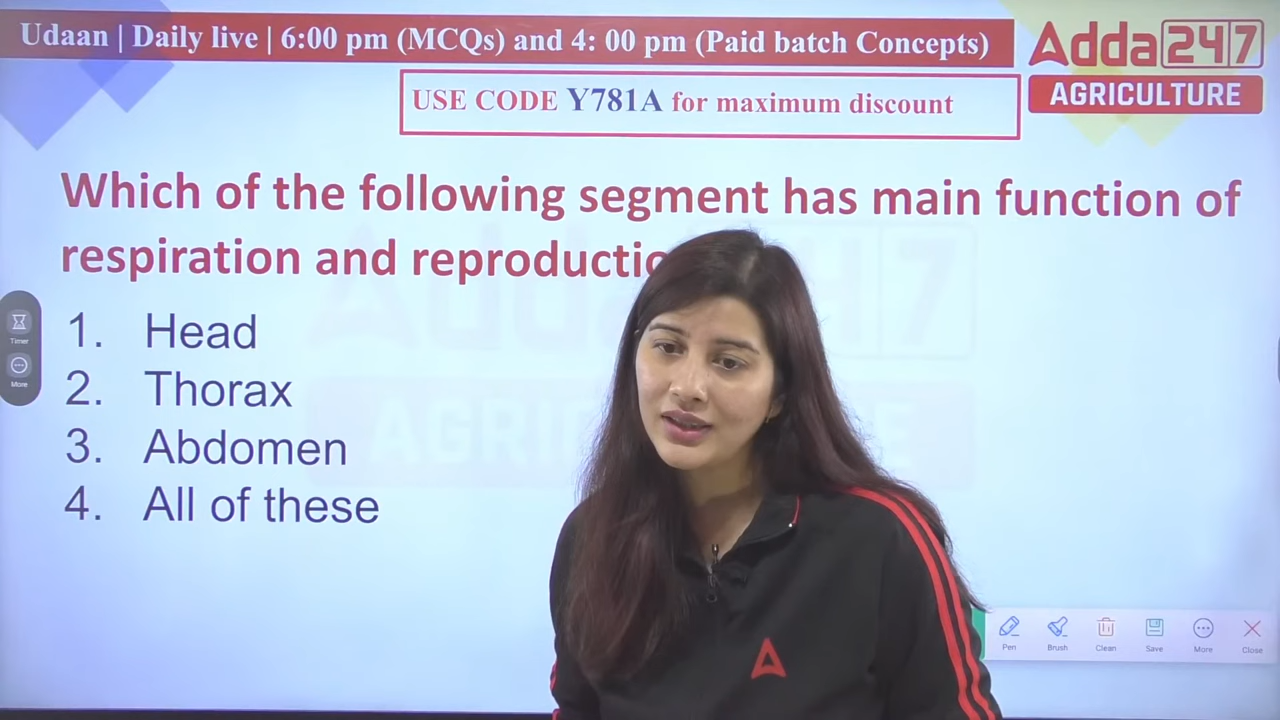 Udaan | Daily live | 6:00 pm (MCQs) and 4: 00 pm (Paid batch Concepts)
Adda247
AGRICULTURE
USE CODE Y781A for maximum discount
Which of the following segment has main function of
respiration and
1. Head
2. Thorax
3. Abdomen
4. All of these
Timer
More
Pen
Brush
Clean
Save
More
Close